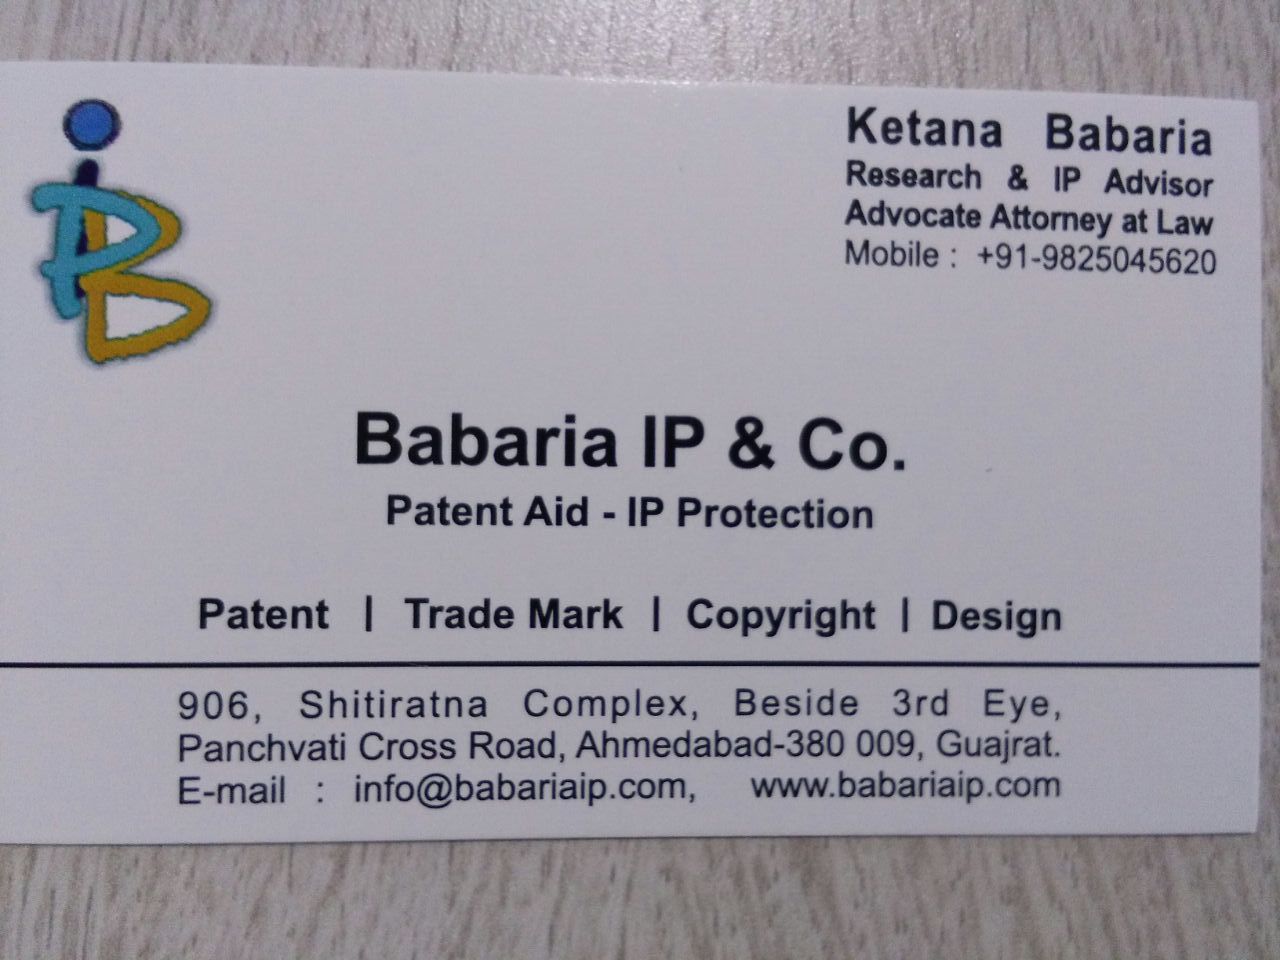 Ketana Babaria
Research & IP Advisor
Advocate Attorney at Law
Mobile : +91-9825045620
Babaria IP & Co.
Patent Aid - IP Protection
Patent | Trade Mark | Copyright | Design
906, Shitiratna Complex, Beside 3rd Eye,
Panchvati Cross Road, Ahmedabad-380 009, Guajrat.
E-mail : info@babariaip.com, www.babariaip.com